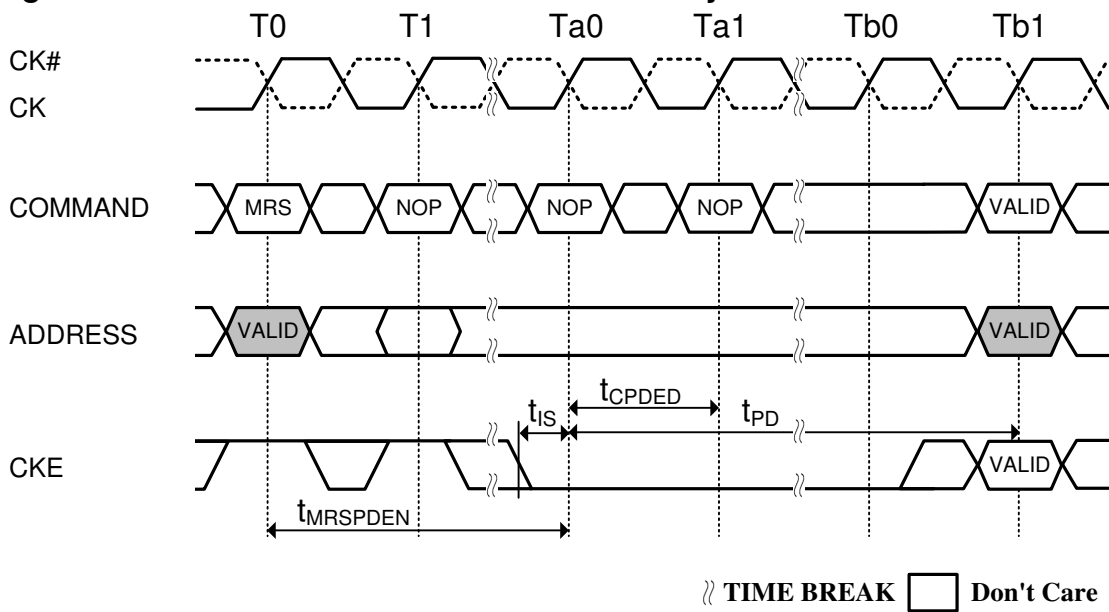 T0 T1 Ta0 Ta1 Tb0 Tb1
CK#
CK
COMMAND MRS NOP NOP NOP VALID
ADDRESS VALID VALID
tCPDED
tIS tPD
CKE VALID
tMRSPDEN
TIME BREAK Don't Care